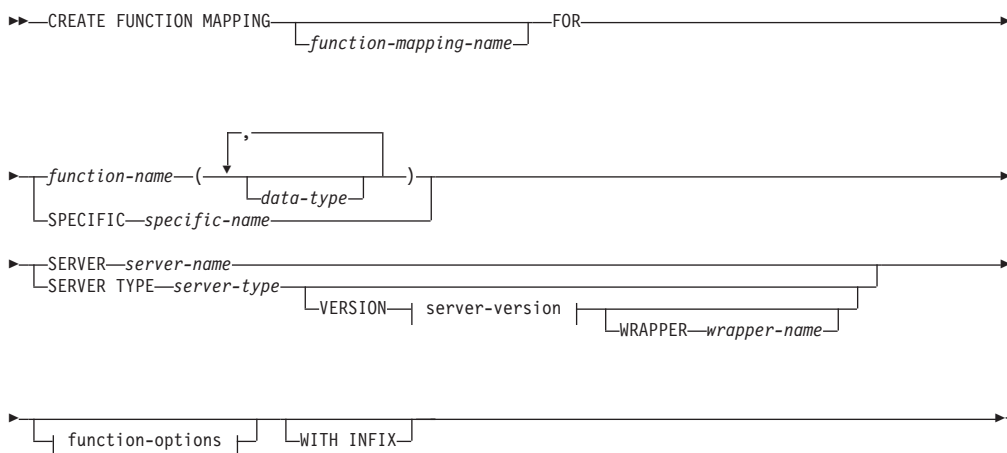 CREATE FUNCTION MAPPING FOR
function-mapping-name
,
function-name ( )
data-type
SPECIFIC specific-name
SERVER server-name
SERVER TYPE server-type
VERSION server-version
WRAPPER wrapper-name
function-options WITH INFIX